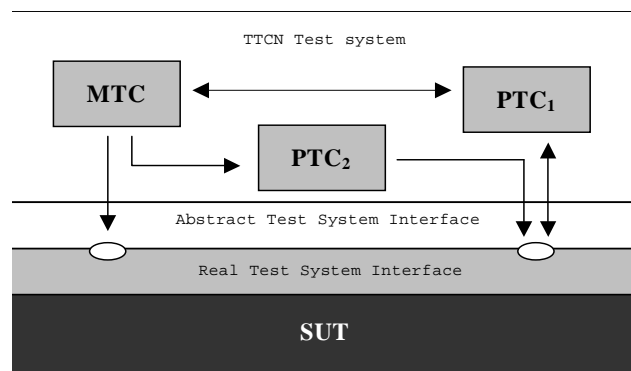 TTCN Test system
MTC
PTC₁
PTC₂
Abstract Test System Interface
Real Test System Interface
SUT